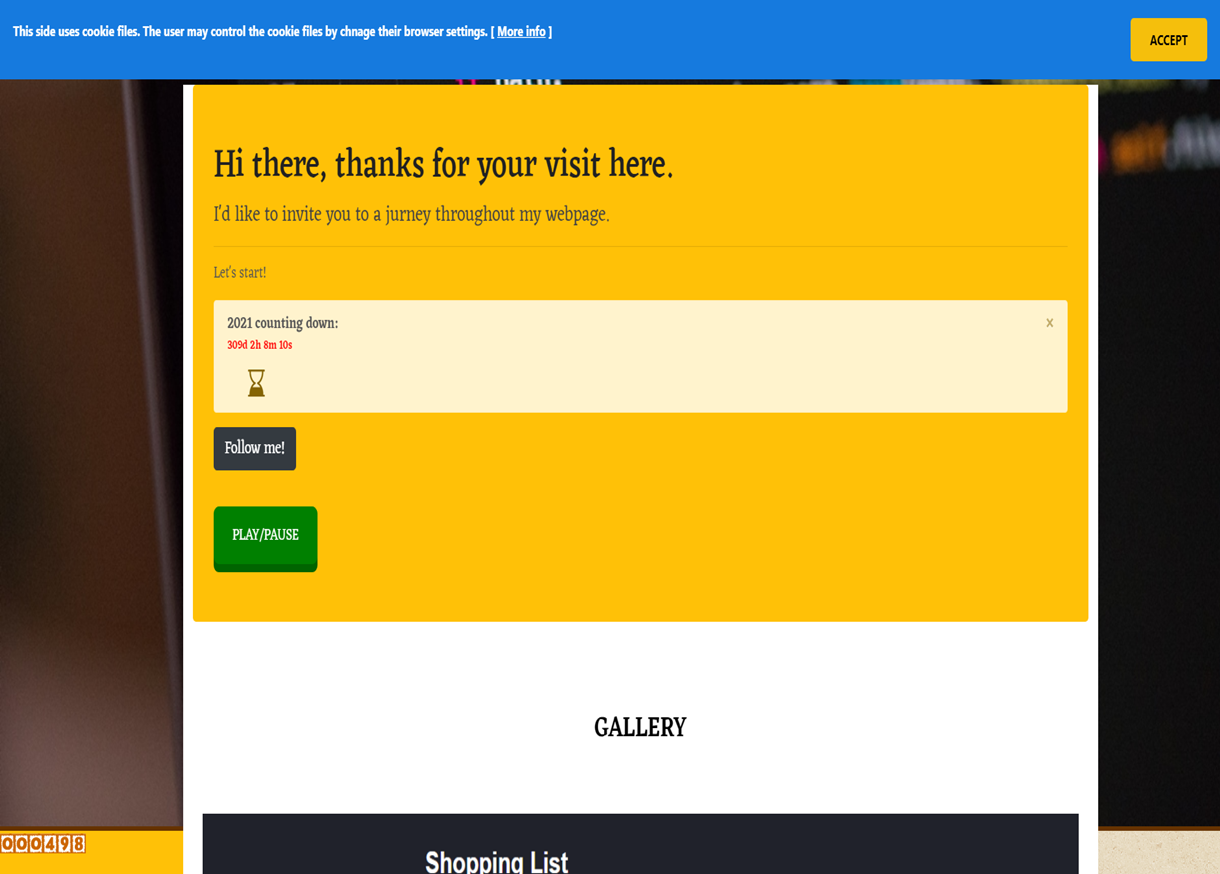 This side uses cookie files. The user may control the cookie files by chnage their browser settings. [ More info ]
ACCEPT
Hi there, thanks for your visit here.
I'd like to invite you to a jurney throughout my webpage.
Let's start!
2021 counting down:
x
309d 2h 8m 10s
Follow me!
PLAY/PAUSE
GALLERY
000498
Shopping List